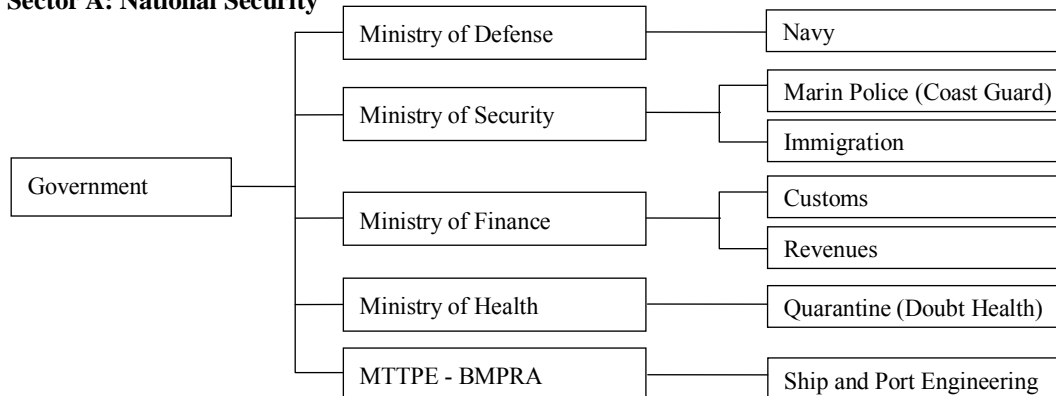 Sector A: National Security
Ministry of Defense
Navy
Ministry of Security
Marin Police (Coast Guard)
Immigration
Government
Ministry of Finance
Customs
Revenues
Ministry of Health
Quarantine (Doubt Health)
MTTPE - BMPRA
Ship and Port Engineering